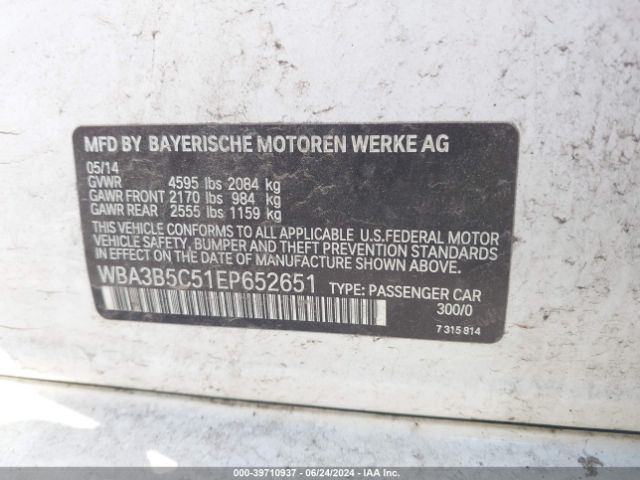 MFD BY BAYERISCHE MOTOREN WERKE AG
05/14
GVWR 4595 lbs 2084 kg
GAWR FRONT 2170 lbs 984 kg
GAWR REAR 2555 lbs 1159 kg
THIS VEHICLE CONFORMS TO ALL APPLICABLE U.S.FEDERAL MOTOR
VEHICLE SAFETY, BUMPER AND THEFT PREVENTION STANDARDS
IN EFFECT ON THE DATE OF MANUFACTURE SHOWN ABOVE.
WBA3B5C51EP652651 TYPE: PASSENGER CAR
300/0
7 315 914
000-39710937 - 06/24/2024 - IAA Inc.